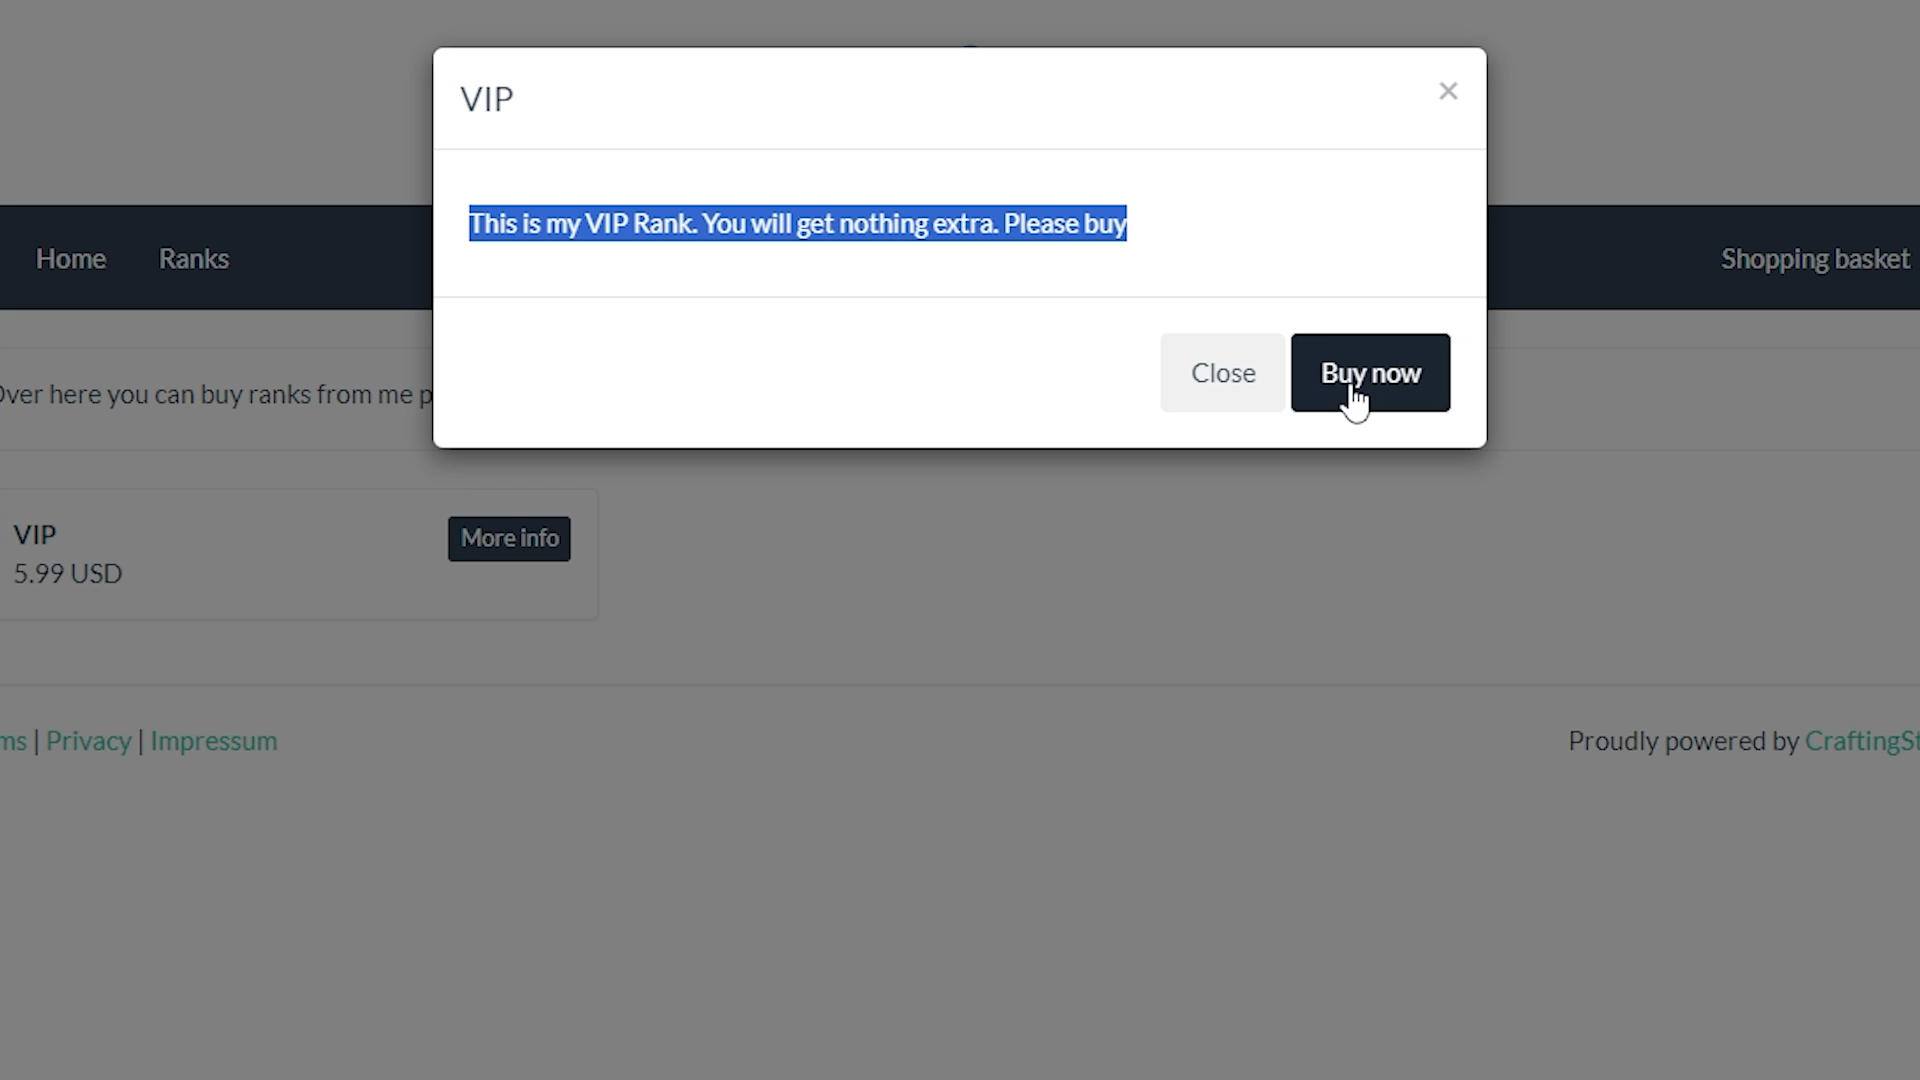 VIP
×
This is my VIP Rank. You will get nothing extra. Please buy
Home Ranks Shopping basket
Close Buy now
here you can buy ranks from me
VIP More info
5.99 USD
| Privacy | Impressum
Proudly powered by